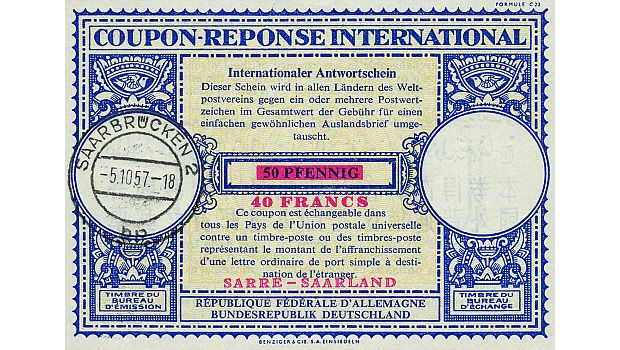 FORMULE C 22
COUPON-REPONSE INTERNATIONAL
Internationaler Antwortschein
Dieser Schein wird in allen Ländern des Welt-
postvereins gegen ein oder mehrere Postwert-
zeichen im Gesamtwert der Gebühr für einen
einfachen gewöhnlichen Auslandsbrief umge-
tauscht.
SAARBRÜCKEN 2
-5.10 57.-18
bp
50 PFENNIG
40 FRANCS
Ce coupon est échangeable dans
tous les Pays de l'Union postale universelle
contre un timbre-poste ou des timbres-poste
représentant le montant de l'affranchissement
d'une lettre ordinaire de port simple à desti-
nation de l'étranger.
SARRE - SAARLAND
TIMBRE DU
BUREAU
D'ÉMISSION
RÉPUBLIQUE FÉDÉRALE D'ALLEMAGNE
BUNDESREPUBLIK DEUTSCHLAND
TIMBRE DU
BUREAU
D'ÉCHANGE
BENZIGER & CIE. S.A. EINSIEDELN